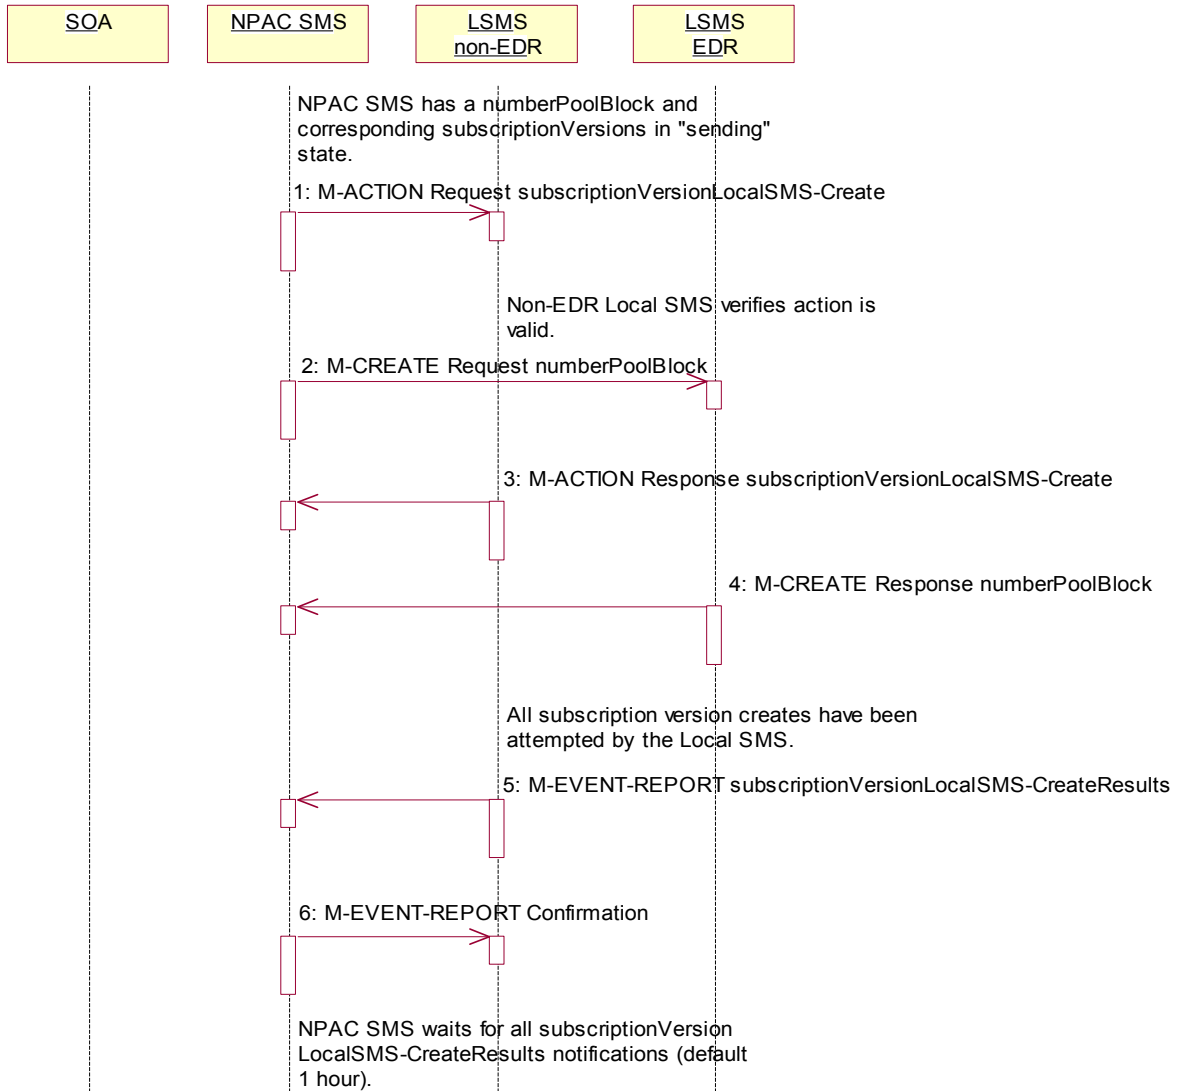 SOA
NPAC SMS
LSMS
non-EDR
LSMS
EDR
NPAC SMS has a numberPoolBlock and
corresponding subscriptionVersions in "sending"
state.
1: M-ACTION Request subscriptionVersionLocalSMS-Create
Non-EDR Local SMS verifies action is
valid.
2: M-CREATE Request numberPoolBlock
3: M-ACTION Response subscriptionVersionLocalSMS-Create
4: M-CREATE Response numberPoolBlock
All subscription version creates have been
attempted by the Local SMS.
5: M-EVENT-REPORT subscriptionVersionLocalSMS-CreateResults
6: M-EVENT-REPORT Confirmation
NPAC SMS waits for all subscriptionVersion
LocalSMS-CreateResults notifications (default
1 hour).